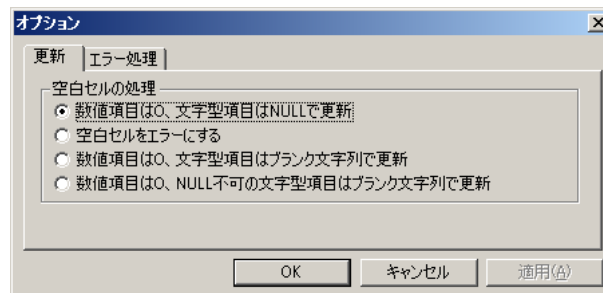 オプション
更新 エラー処理
空白セルの処理
数値項目は0、文字型項目はNULLで更新
空白セルをエラーにする
数値項目は0、文字型項目はブランク文字列で更新
数値項目は0、NULL不可の文字型項目はブランク文字列で更新
OK キャンセル 適用(A)